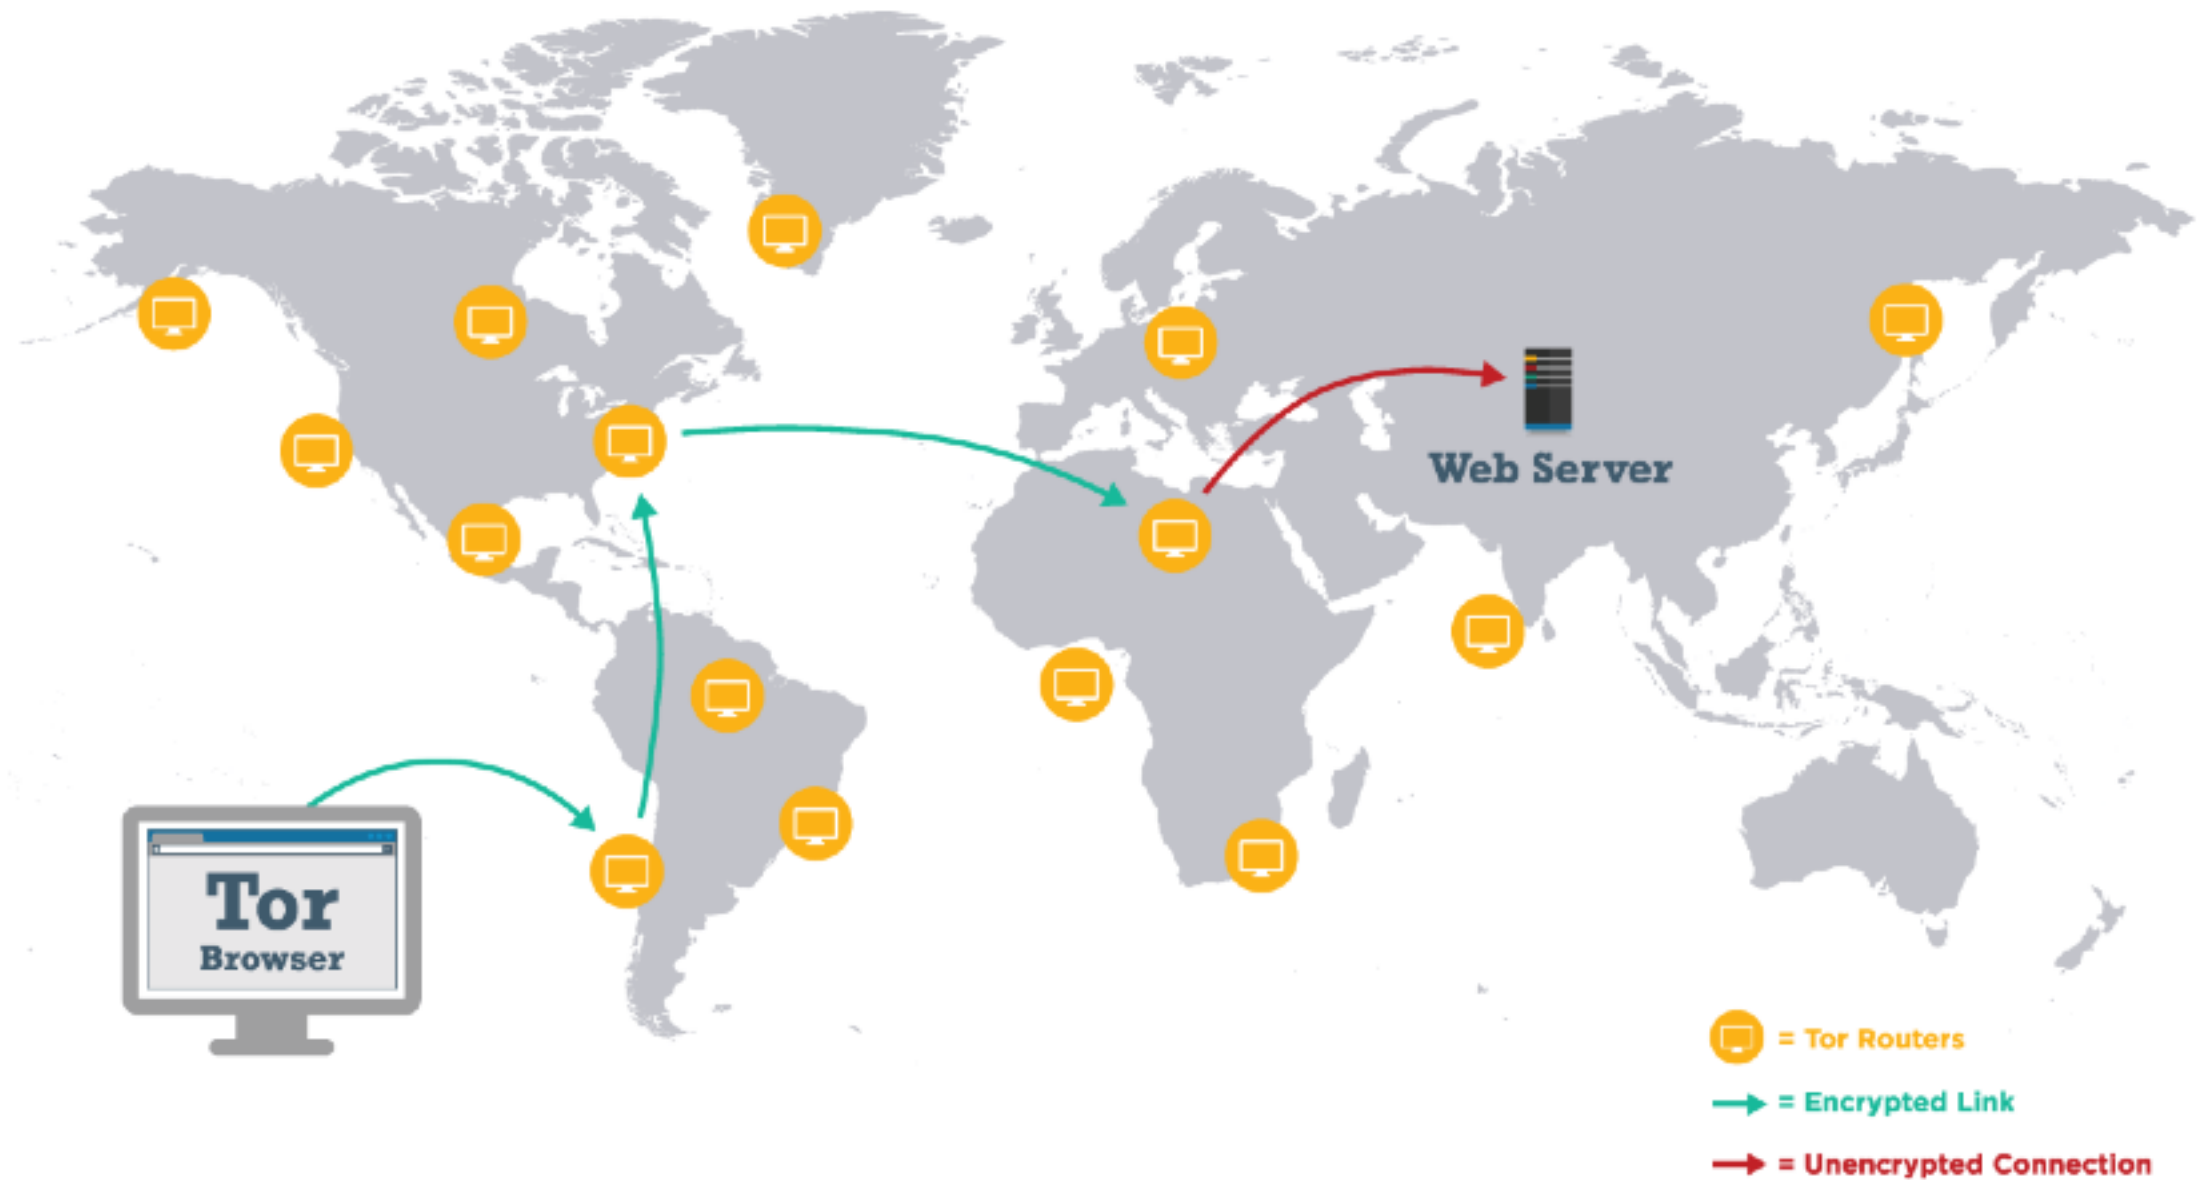 Web Server
Tor
Browser
= Tor Routers
= Encrypted Link
= Unencrypted Connection